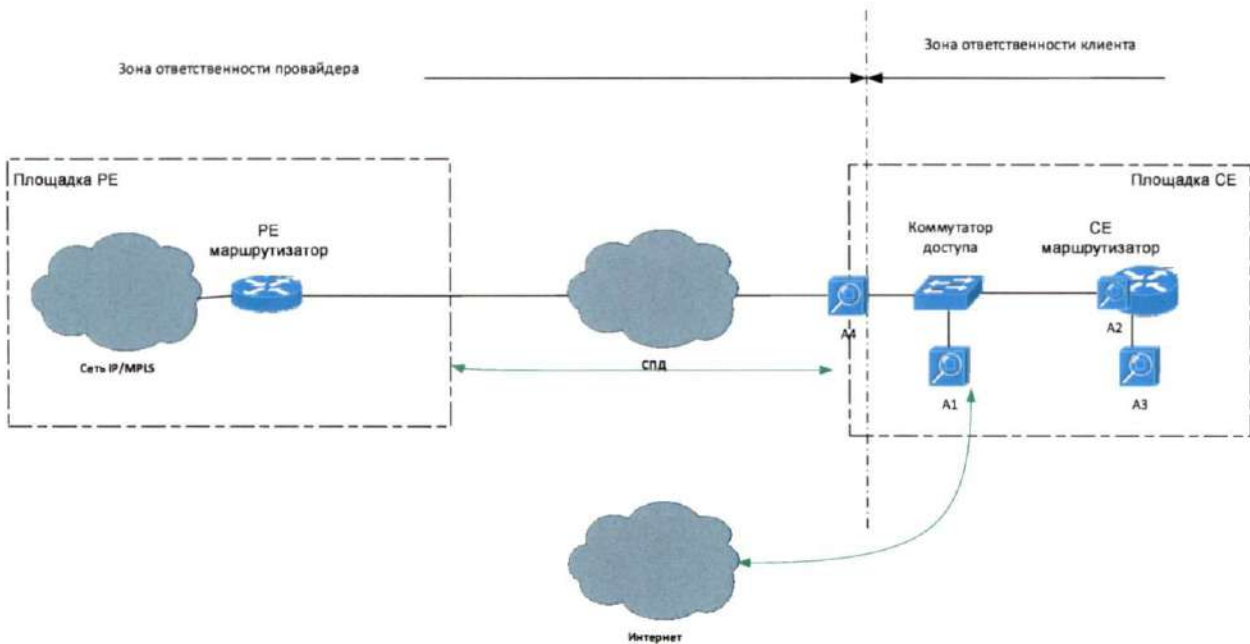 Зона ответственности провайдера
Зона ответственности клиента
Площадка PE
Площадка CE
PE
маршрутизатор
Коммутатор
доступа
CE
маршрутизатор
A4
A2
Сеть IP/MPLS
СПД
A1
A3
Интернет